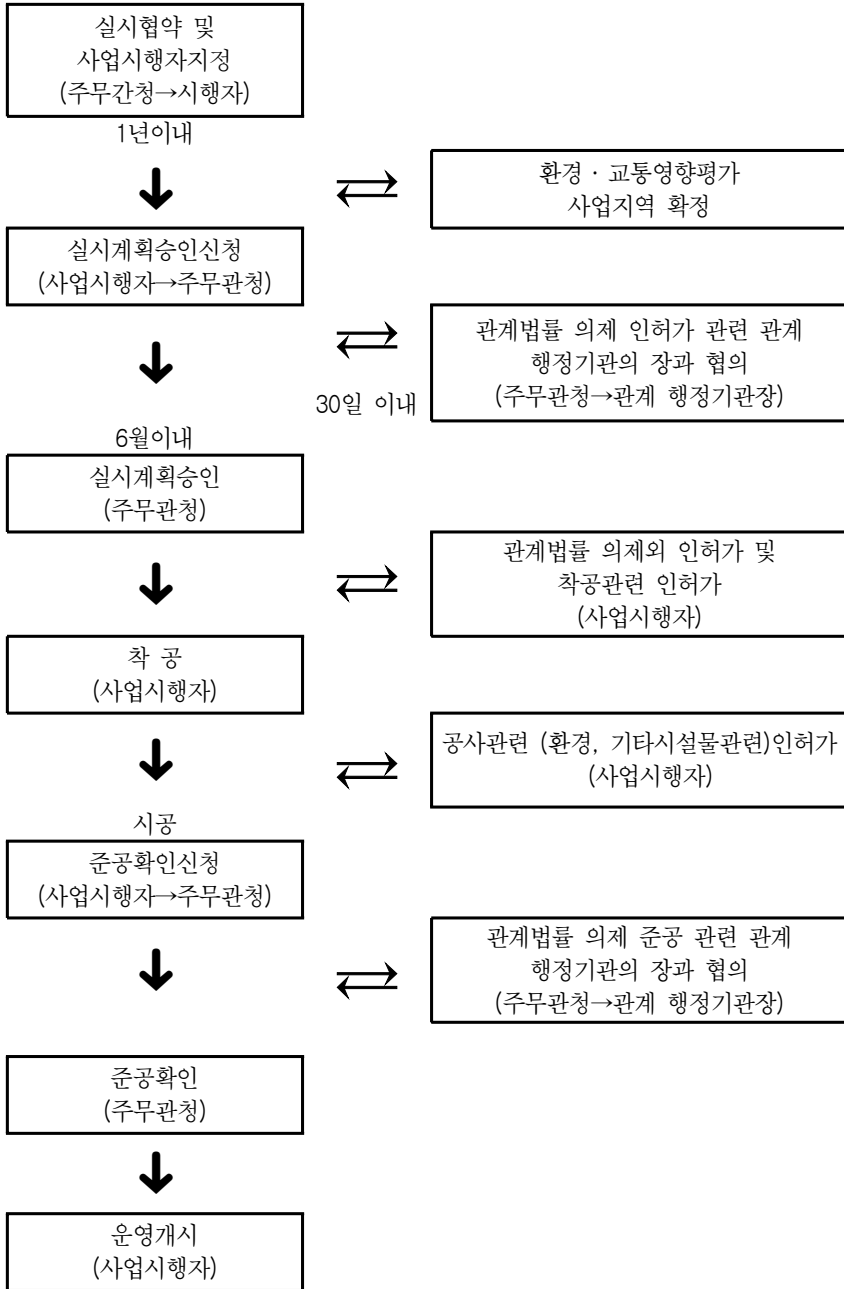 실시협약 및
사업시행자지정
(주무간청→시행자)
1년이내
환경 · 교통영향평가
사업지역 확정
실시계획승인신청
(사업시행자→주무관청)
관계법률 의제 인허가 관련 관계
행정기관의 장과 협의
(주무관청→관계 행정기관장)
30일 이내
6월이내
실시계획승인
(주무관청)
관계법률 의제외 인허가 및
착공관련 인허가
(사업시행자)
착 공
(사업시행자)
공사관련 (환경, 기타시설물관련)인허가
(사업시행자)
시공
준공확인신청
(사업시행자→주무관청)
관계법률 의제 준공 관련 관계
행정기관의 장과 협의
(주무관청→관계 행정기관장)
준공확인
(주무관청)
운영개시
(사업시행자)